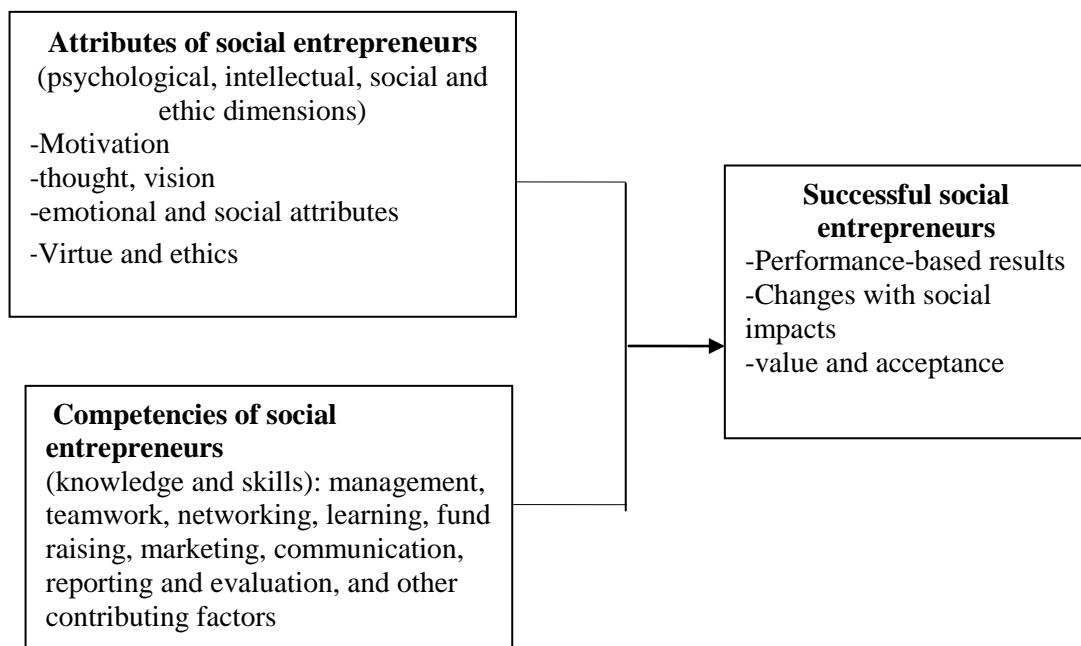 Attributes of social entrepreneurs
(psychological, intellectual, social and
ethic dimensions)
-Motivation
-thought, vision
-emotional and social attributes
-Virtue and ethics
Successful social
entrepreneurs
-Performance-based results
-Changes with social
impacts
-value and acceptance
Competencies of social
entrepreneurs
(knowledge and skills): management,
teamwork, networking, learning, fund
raising, marketing, communication,
reporting and evaluation, and other
contributing factors